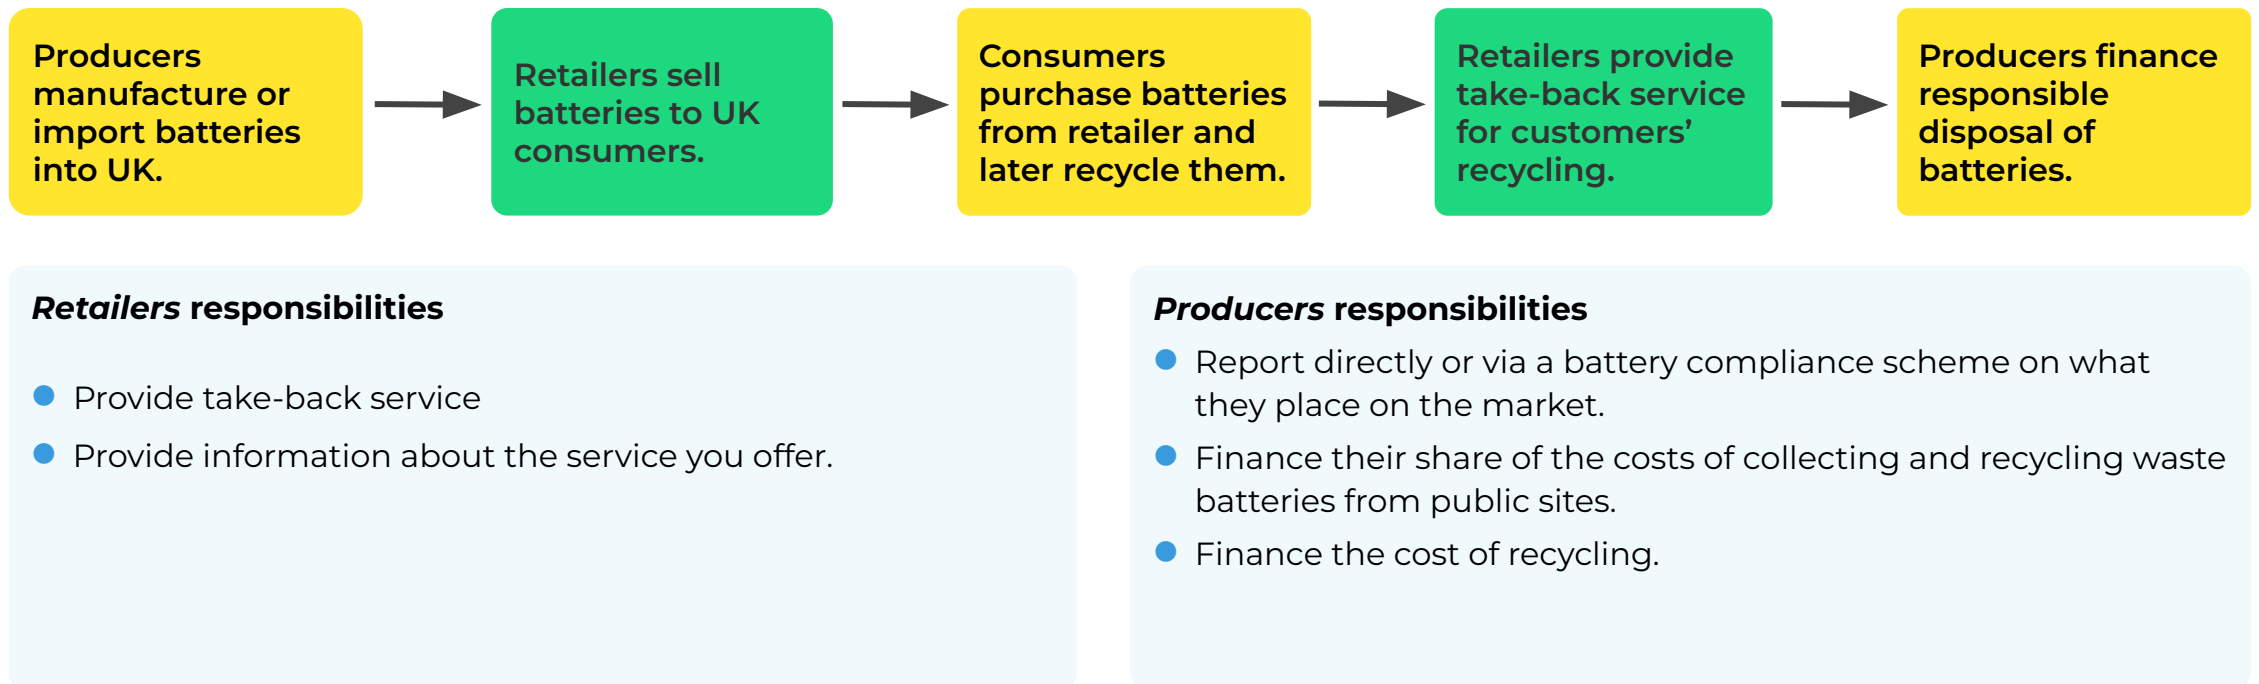 Producers
manufacture or
import batteries
into UK.
Retailers sell
batteries to UK
consumers.
Consumers
purchase batteries
from retailer and
later recycle them.
Retailers provide
take-back service
for customers’
recycling.
Producers finance
responsible
disposal of
batteries.
Retailers responsibilities
Provide take-back service
Provide information about the service you offer.
Producers responsibilities
Report directly or via a battery compliance scheme on what
they place on the market.
Finance their share of the costs of collecting and recycling waste
batteries from public sites.
Finance the cost of recycling.